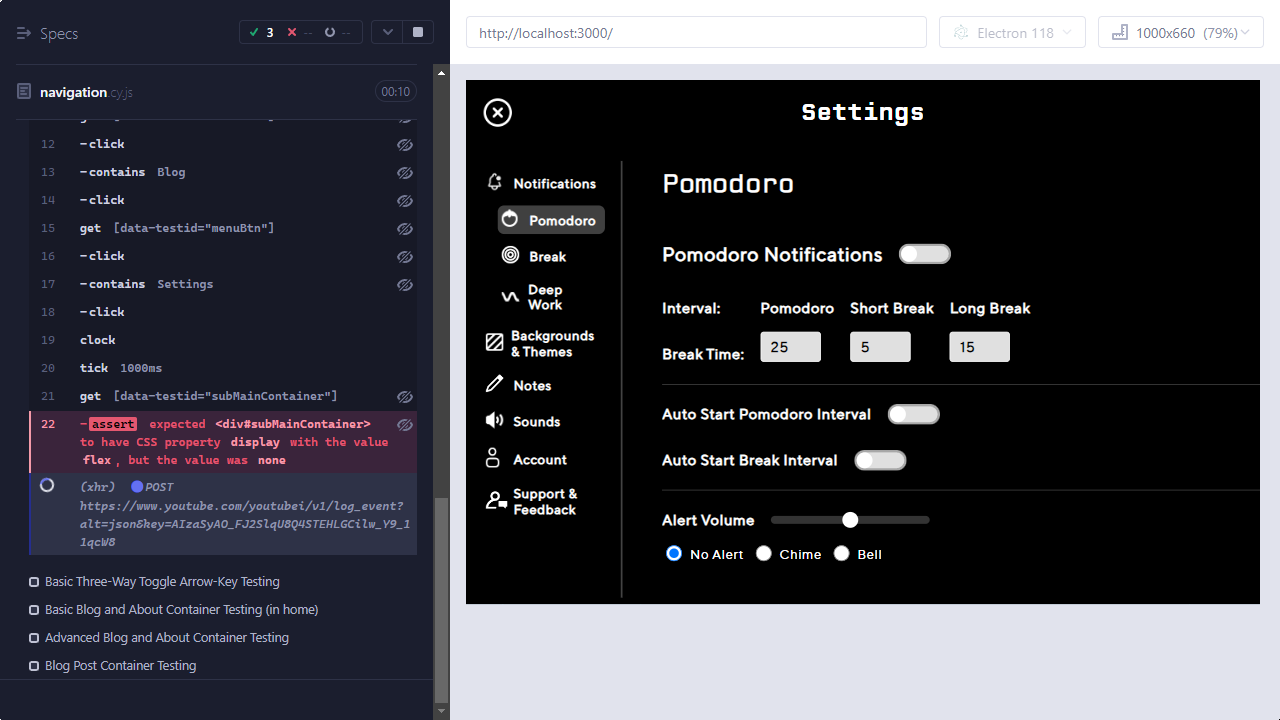 Specs
3
--
--
navigation.cy.js
00:10
12 -click
13 -contains Blog
14 -click
15 get [data-testid="menuBtn"]
16 -click
17 -contains Settings
18 -click
19 clock
20 tick 1000ms
21 get [data-testid="subMainContainer"]
22 -assert expected <div#subMainContainer>
to have CSS property display with the value
flex, but the value was none
(xhr) POST
https://www.youtube.com/youtubei/v1/log_event?
alt=json&key=AIzaSyAO_FJ2SlqU8Q4STEHLGCilw_Y9_1
1qcW8
Basic Three-Way Toggle Arrow-Key Testing
Basic Blog and About Container Testing (in home)
Advanced Blog and About Container Testing
Blog Post Container Testing
http://localhost:3000/
Electron 118
1000x660 (79%)
Settings
Notifications
Pomodoro
Break
Deep
Work
Backgrounds
& Themes
Notes
Sounds
Account
Support &
Feedback
Pomodoro
Pomodoro Notifications
Interval: Pomodoro Short Break Long Break
Break Time: 25 5 15
Auto Start Pomodoro Interval
Auto Start Break Interval
Alert Volume
No Alert Chime Bell